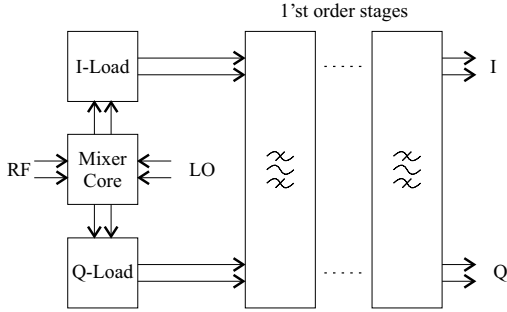 1'st order stages
I-Load
I
Mixer
Core
RF
LO
Q-Load
Q